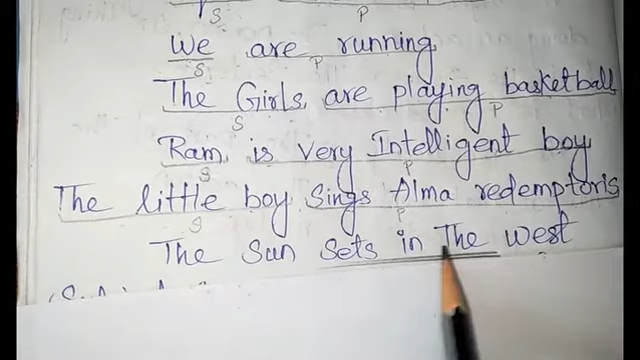 S P
We are running
S P
The Girls are playing basketball
S P
Ram is very Intelligent boy
S P
The little boy Sings Alma redemptoris
S P
The Sun Sets in The west